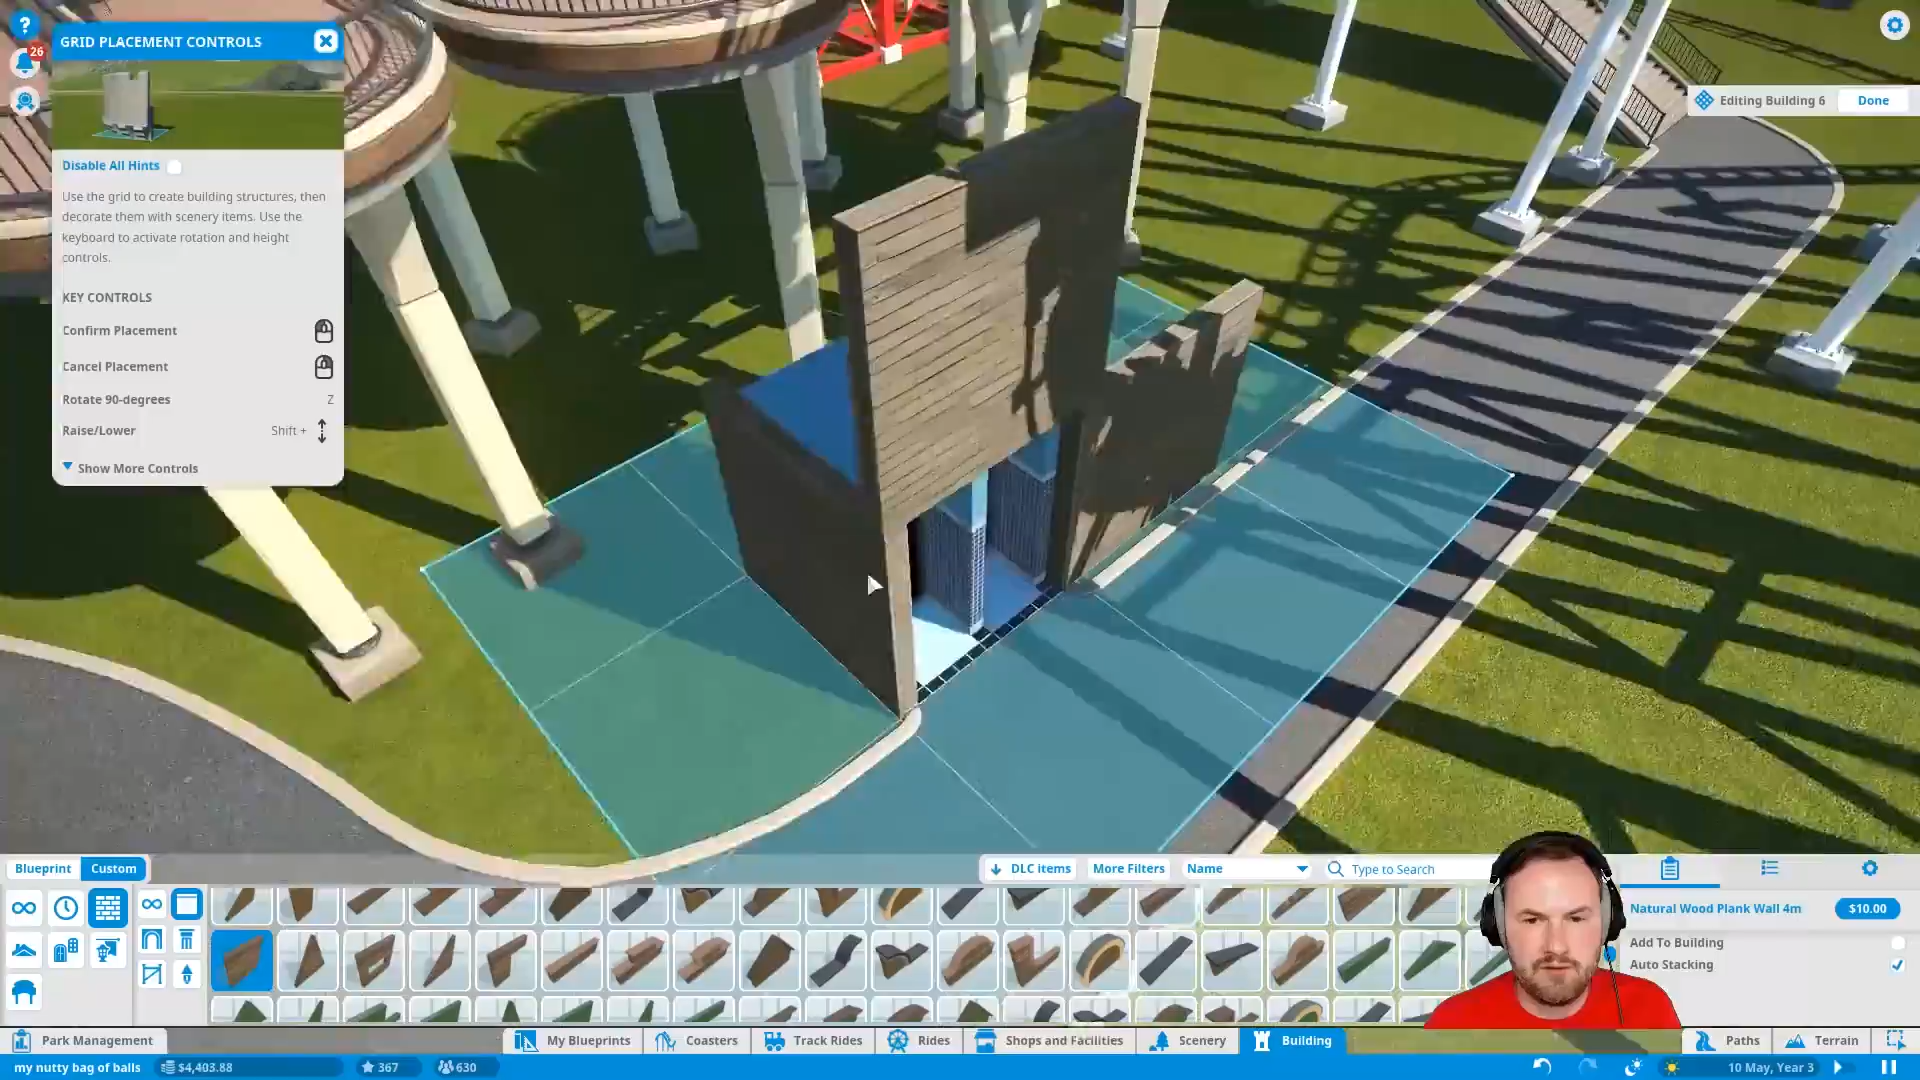 ?
GRID PLACEMENT CONTROLS
26
Disable All Hints
Use the grid to create building structures, then
decorate them with scenery items. Use the
keyboard to activate rotation and height
controls.
KEY CONTROLS
Confirm Placement
Cancel Placement
Rotate 90-degrees Z
Raise/Lower Shift +
Show More Controls
Editing Building 6 Done
Blueprint Custom
DLC items More Filters Name Type to Search
Natural Wood Plank Wall 4m $10.00
Add To Building
Auto Stacking
Park Management My Blueprints Coasters Track Rides Rides Shops and Facilities Scenery Building Paths Terrain
my nutty bag of balls $4,403.88 367 630 10 May, Year 3